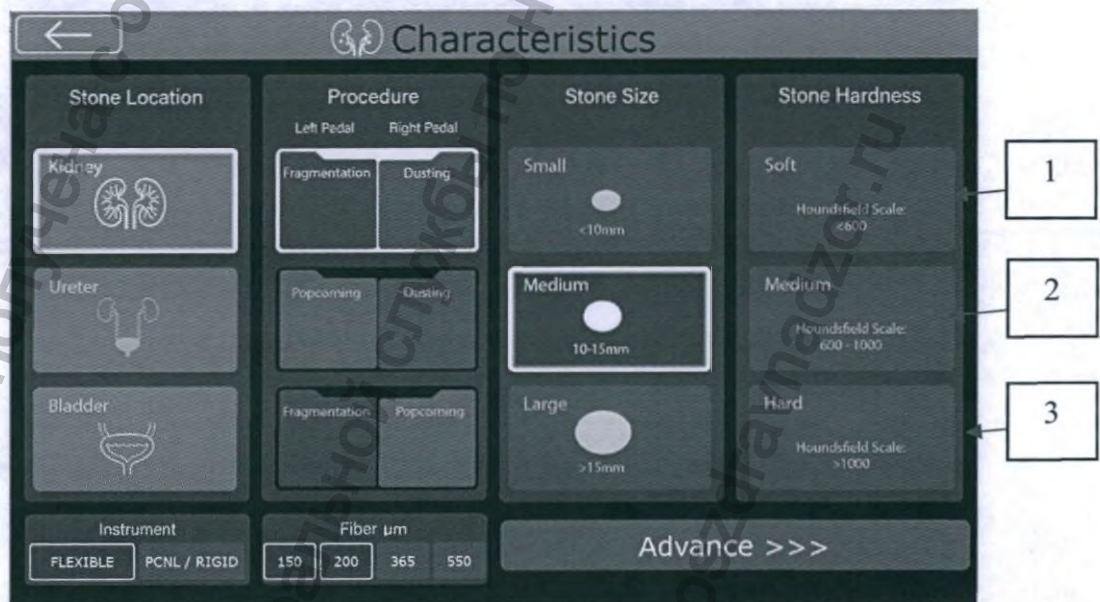 Characteristics
Stone Location
Procedure
Stone Size
Stone Hardness
Left Pedal
Right Pedal
Kidney
Ureter
Bladder
Fragmentation
Dusting
Popcorning
Dusting
Fragmentation
Popcorning
Small
<10mm
Medium
10-15mm
Large
>15mm
Soft
Houndsfield Scale:
<600
Medium
Houndsfield Scale:
600 - 1000
Hard
Houndsfield Scale:
>1000
1
2
3
Instrument
FLEXIBLE
PCNL / RIGID
Fiber µm
150
200
365
550
Advance >>>